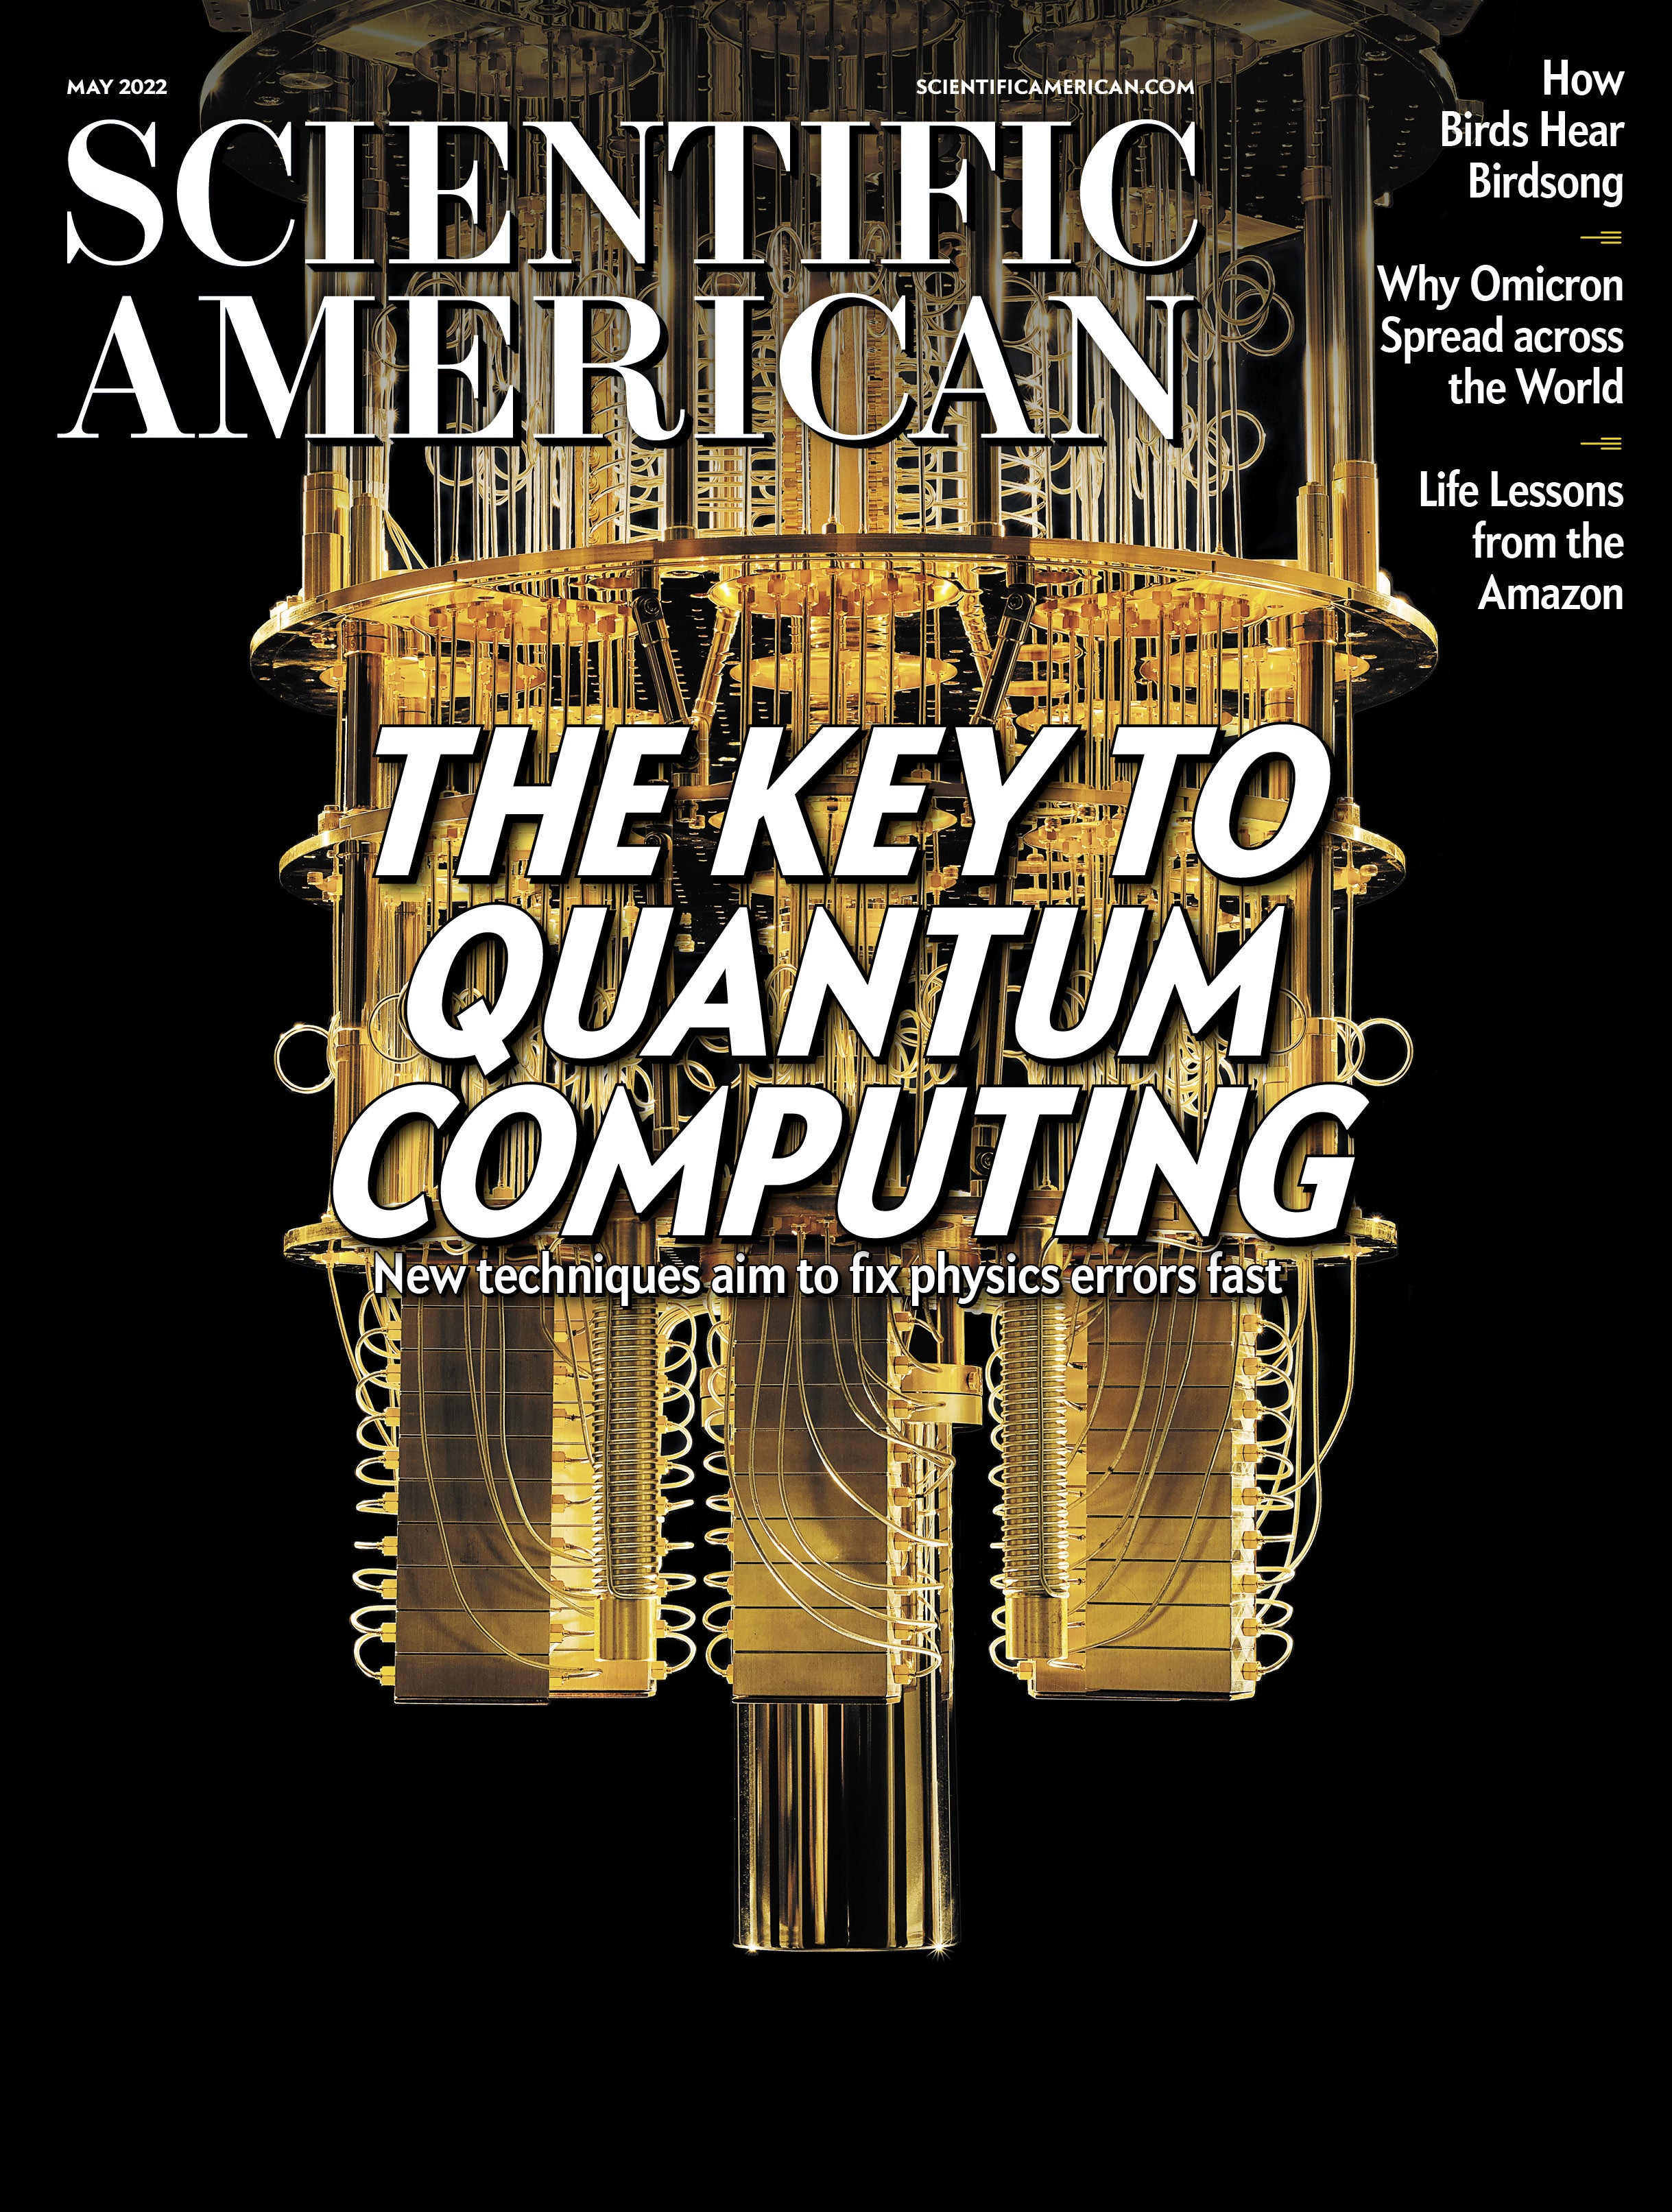 MAY 2022
SCIENTIFICAMERICAN.COM
SCIENTIFIC
AMERICAN
How
Birds Hear
Birdsong
Why Omicron
Spread across
the World
Life Lessons
from the
Amazon
THE KEY TO
QUANTUM
COMPUTING
New techniques aim to fix physics errors fast